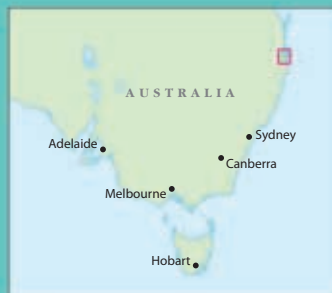 AUSTRALIA
Sydney
Adelaide
Canberra
Melbourne
Hobart